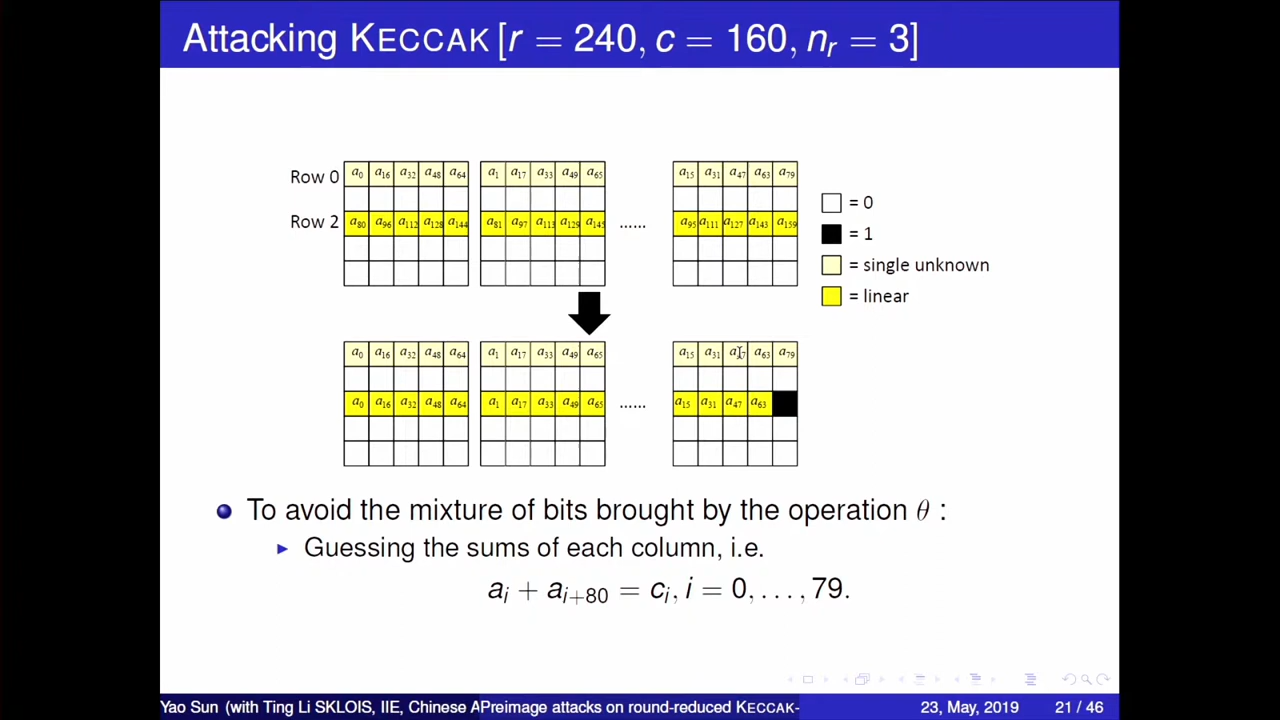 Attacking KECCAK[r = 240, c = 160, nr = 3]
Row 0 a0 a16 a32 a48 a64 a1 a17 a33 a49 a65 a15 a31 a47 a63 a79
= 0
Row 2 a80 a96 a112 a128 a144 a81 a97 a113 a129 a145 ...... a95 a111 a127 a143 a159
= 1
= single unknown
= linear
a0 a16 a32 a48 a64 a1 a17 a33 a49 a65 a15 a31 a47 a63 a79
a0 a16 a32 a48 a64 a1 a17 a33 a49 a65 ...... a15 a31 a47 a63
To avoid the mixture of bits brought by the operation θ :
Guessing the sums of each column, i.e.
ai + ai+80 = ci, i = 0, . . . , 79.
Yao Sun (with Ting Li SKLOIS, IIE, Chinese A Preimage attacks on round-reduced KECCAK- 23, May, 2019 21 / 46